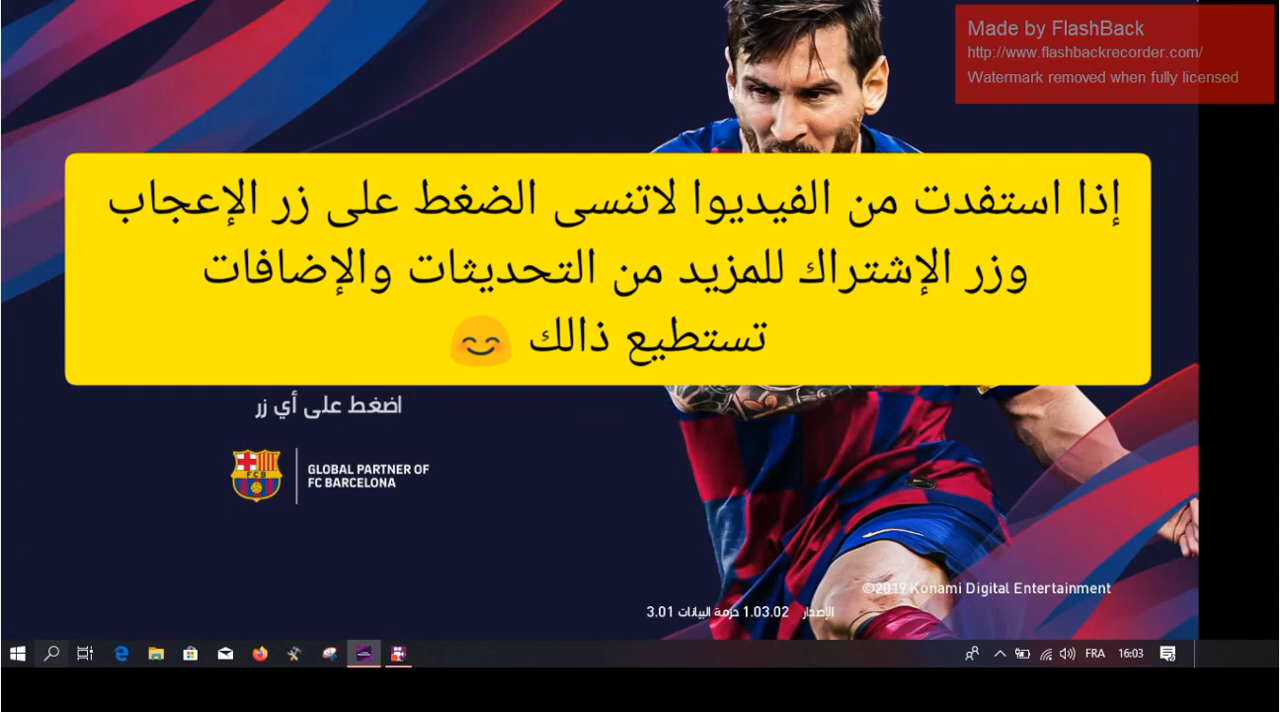 Made by FlashBack
http://www.flashbackrecorder.com/
Watermark removed when fully licensed
إذا استفدت من الفيديوا لاتنسى الضغط على زر الإعجاب
وزر الإشتراك للمزيد من التحديثات والإضافات
تستطيع ذالك 😊
اضغط على أي زر
FCB
GLOBAL PARTNER OF
FC BARCELONA
©2019 Konami Digital Entertainment
الإصدار 1.03.02 حزمة البيانات 3.01
FRA 16:03